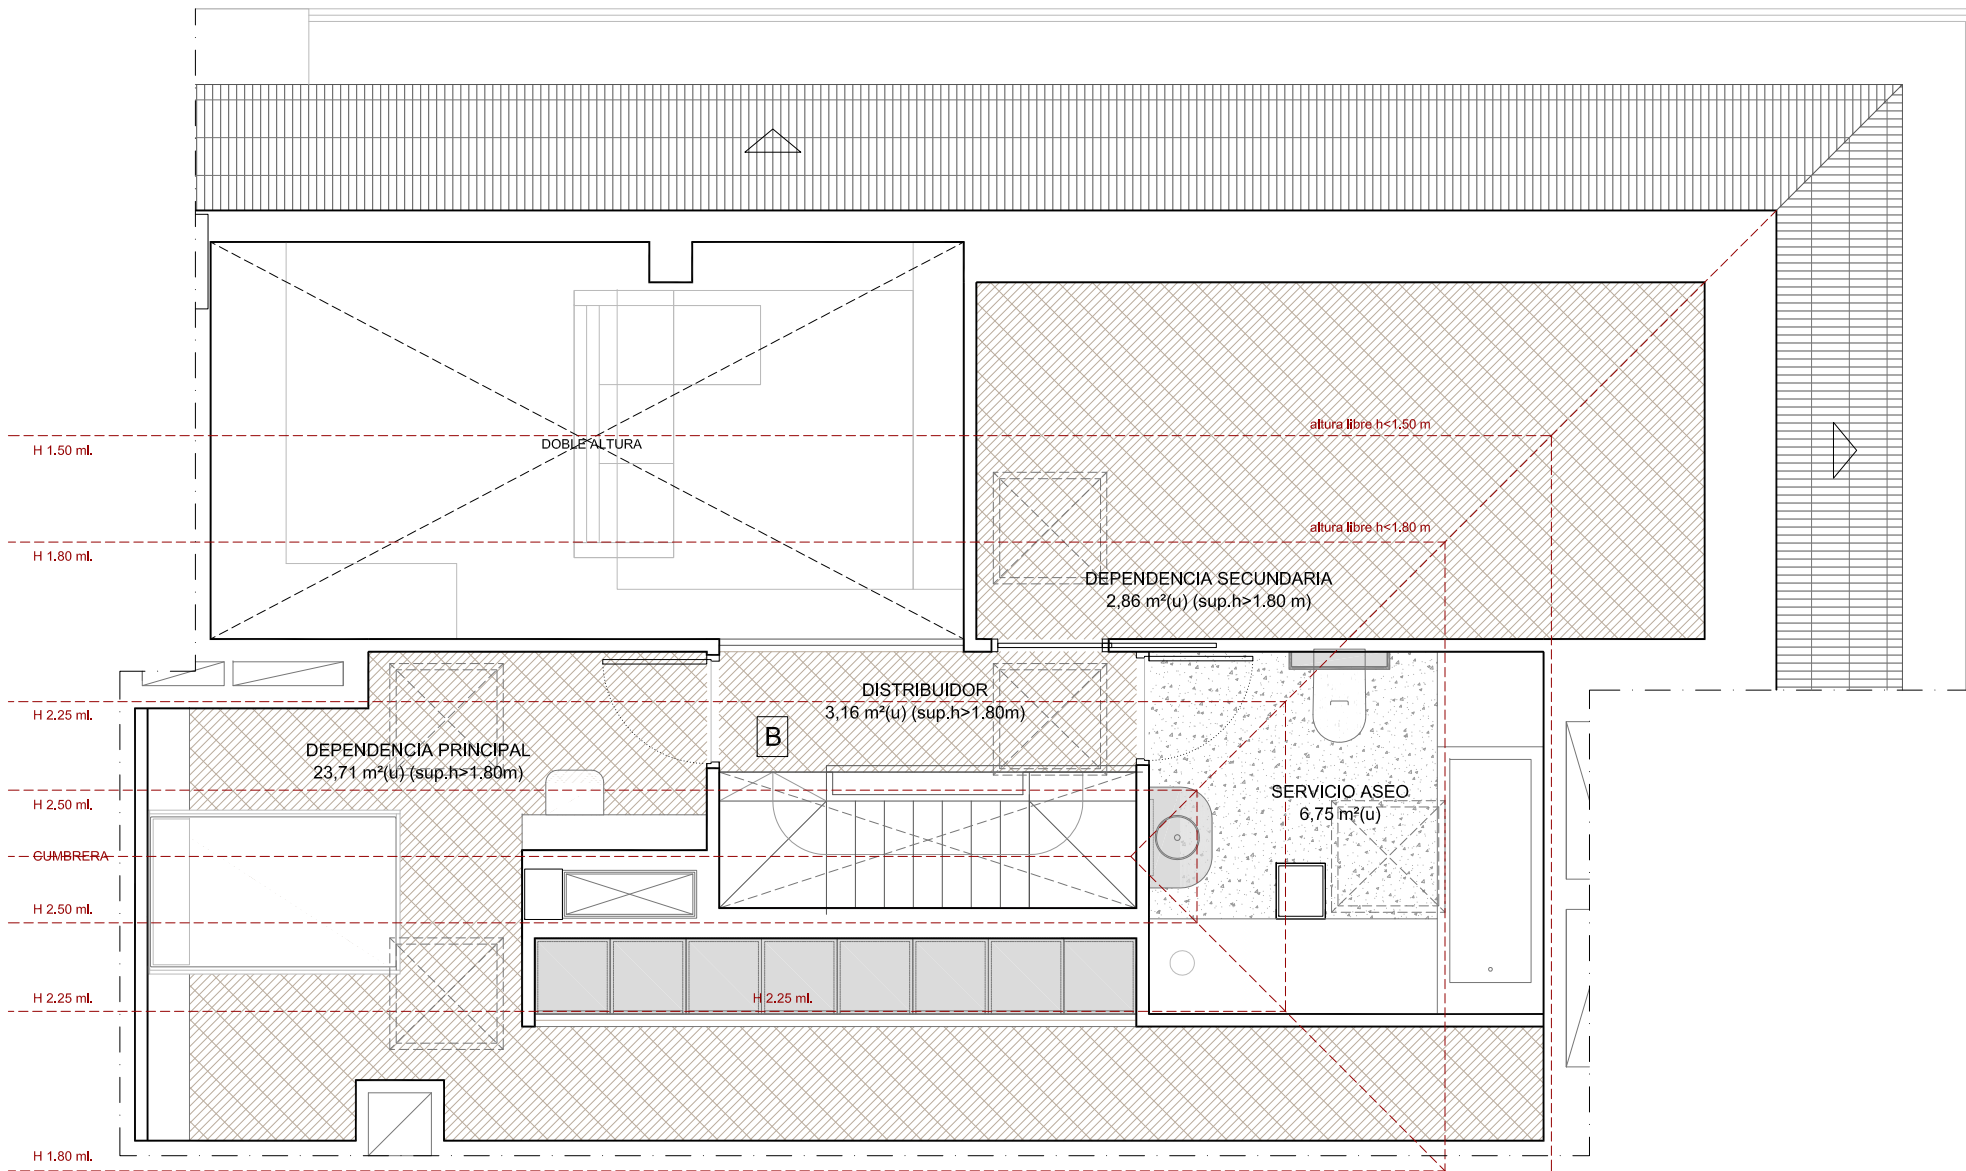 altura libre h<1.50 m
DOBLE ALTURA
H 1.50 ml.
altura libre h<1.80 m
H 1.80 ml.
DEPENDENCIA SECUNDARIA
2,86 m²(u) (sup.h>1.80 m)
DISTRIBUIDOR
3,16 m²(u) (sup.h>1.80m)
H 2.25 ml.
B
DEPENDENCIA PRINCIPAL
23,71 m²(u) (sup.h>1.80m)
SERVICIO ASEO
6,75 m²(u)
H 2.50 ml.
CUMBRERA
H 2.50 ml.
H 2.25 ml.
H 2.25 ml.
H 1.80 ml.